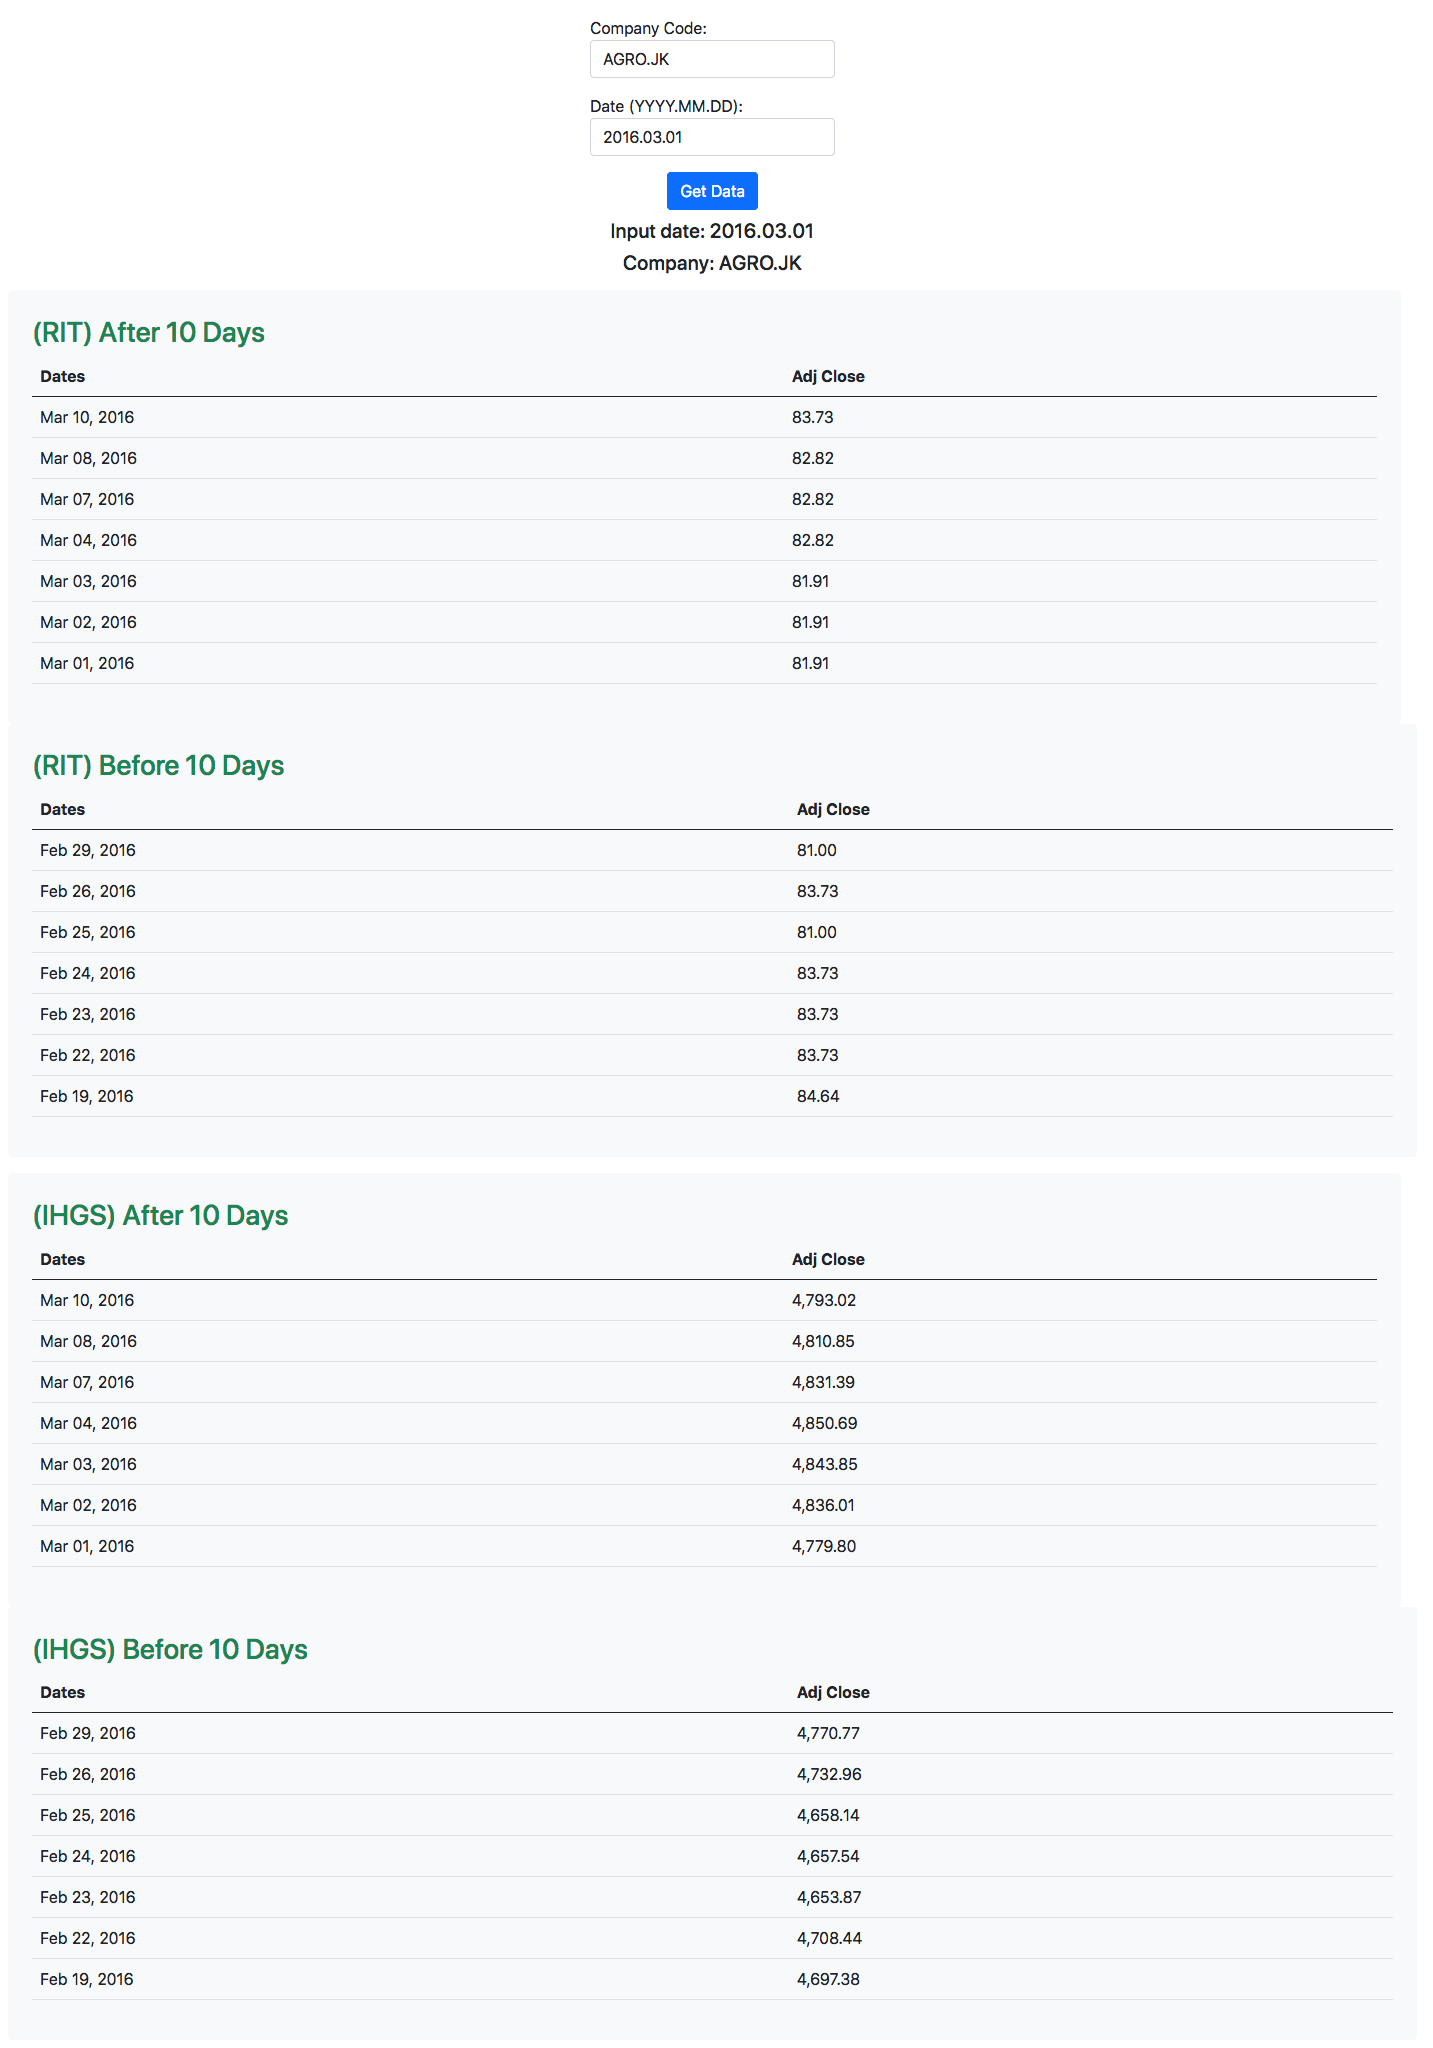 Company Code:
AGRO.JK
Date (YYYY.MM.DD):
2016.03.01
Get Data
Input date: 2016.03.01
Company: AGRO.JK
(RIT) After 10 Days
Dates Adj Close
Mar 10, 2016 83.73
Mar 08, 2016 82.82
Mar 07, 2016 82.82
Mar 04, 2016 82.82
Mar 03, 2016 81.91
Mar 02, 2016 81.91
Mar 01, 2016 81.91
(RIT) Before 10 Days
Dates Adj Close
Feb 29, 2016 81.00
Feb 26, 2016 83.73
Feb 25, 2016 81.00
Feb 24, 2016 83.73
Feb 23, 2016 83.73
Feb 22, 2016 83.73
Feb 19, 2016 84.64
(IHGS) After 10 Days
Dates Adj Close
Mar 10, 2016 4,793.02
Mar 08, 2016 4,810.85
Mar 07, 2016 4,831.39
Mar 04, 2016 4,850.69
Mar 03, 2016 4,843.85
Mar 02, 2016 4,836.01
Mar 01, 2016 4,779.80
(IHGS) Before 10 Days
Dates Adj Close
Feb 29, 2016 4,770.77
Feb 26, 2016 4,732.96
Feb 25, 2016 4,658.14
Feb 24, 2016 4,657.54
Feb 23, 2016 4,653.87
Feb 22, 2016 4,708.44
Feb 19, 2016 4,697.38